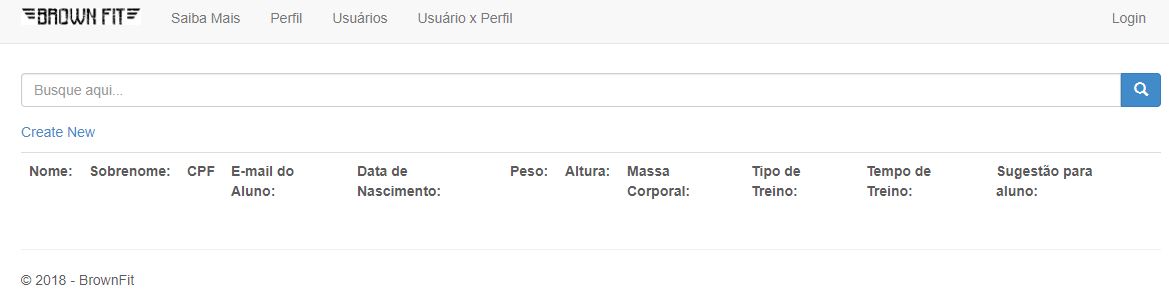 BROWN FIT Saiba Mais Perfil Usuários Usuário x Perfil Login
Busque aqui...
Create New
Nome: Sobrenome: CPF E-mail do Aluno: Data de Nascimento: Peso: Altura: Massa Corporal: Tipo de Treino: Tempo de Treino: Sugestão para aluno:
© 2018 - BrownFit